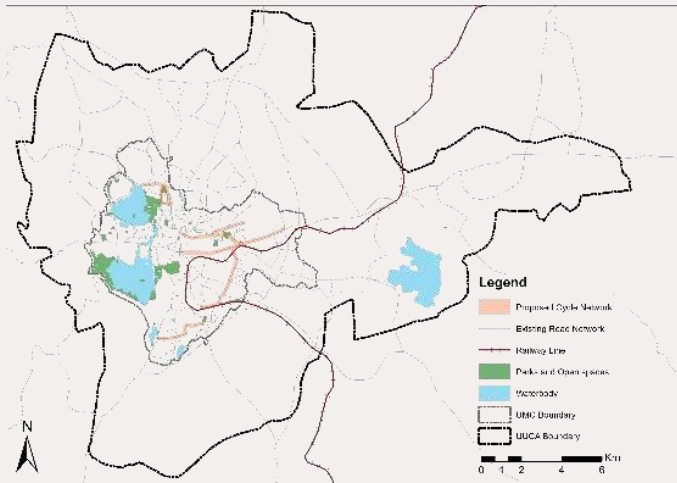 Legend
Proposed Cycle Network
Existing Road Network
Railway Line
Parks and Open spaces
Waterbody
UMC Boundary
UUCA Boundary
N
Km
0 1 2 4 6